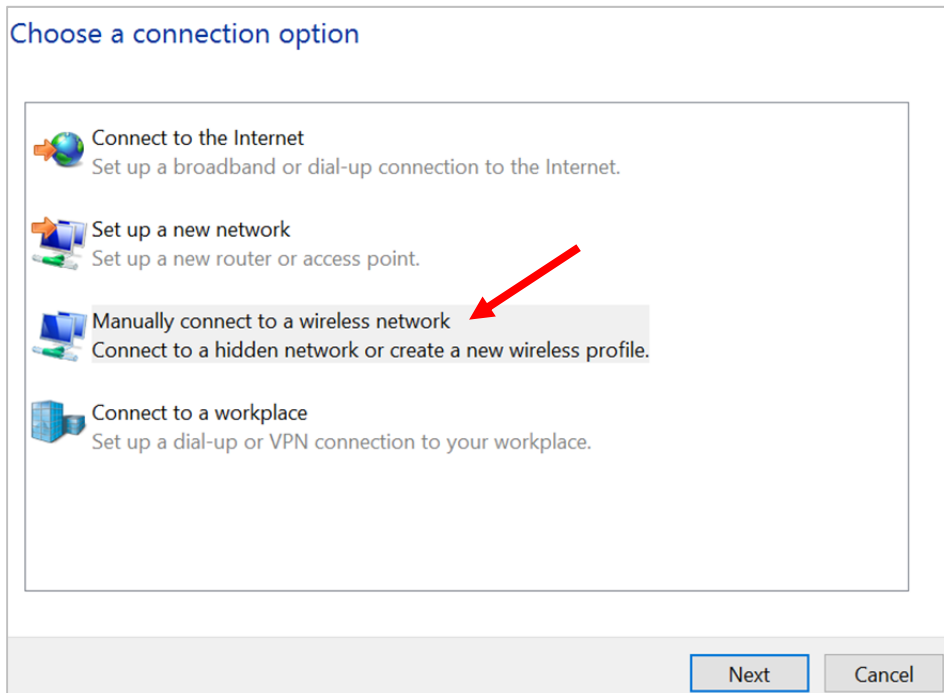 Choose a connection option
Connect to the Internet
Set up a broadband or dial-up connection to the Internet.
Set up a new network
Set up a new router or access point.
Manually connect to a wireless network
Connect to a hidden network or create a new wireless profile.
Connect to a workplace
Set up a dial-up or VPN connection to your workplace.
Next
Cancel